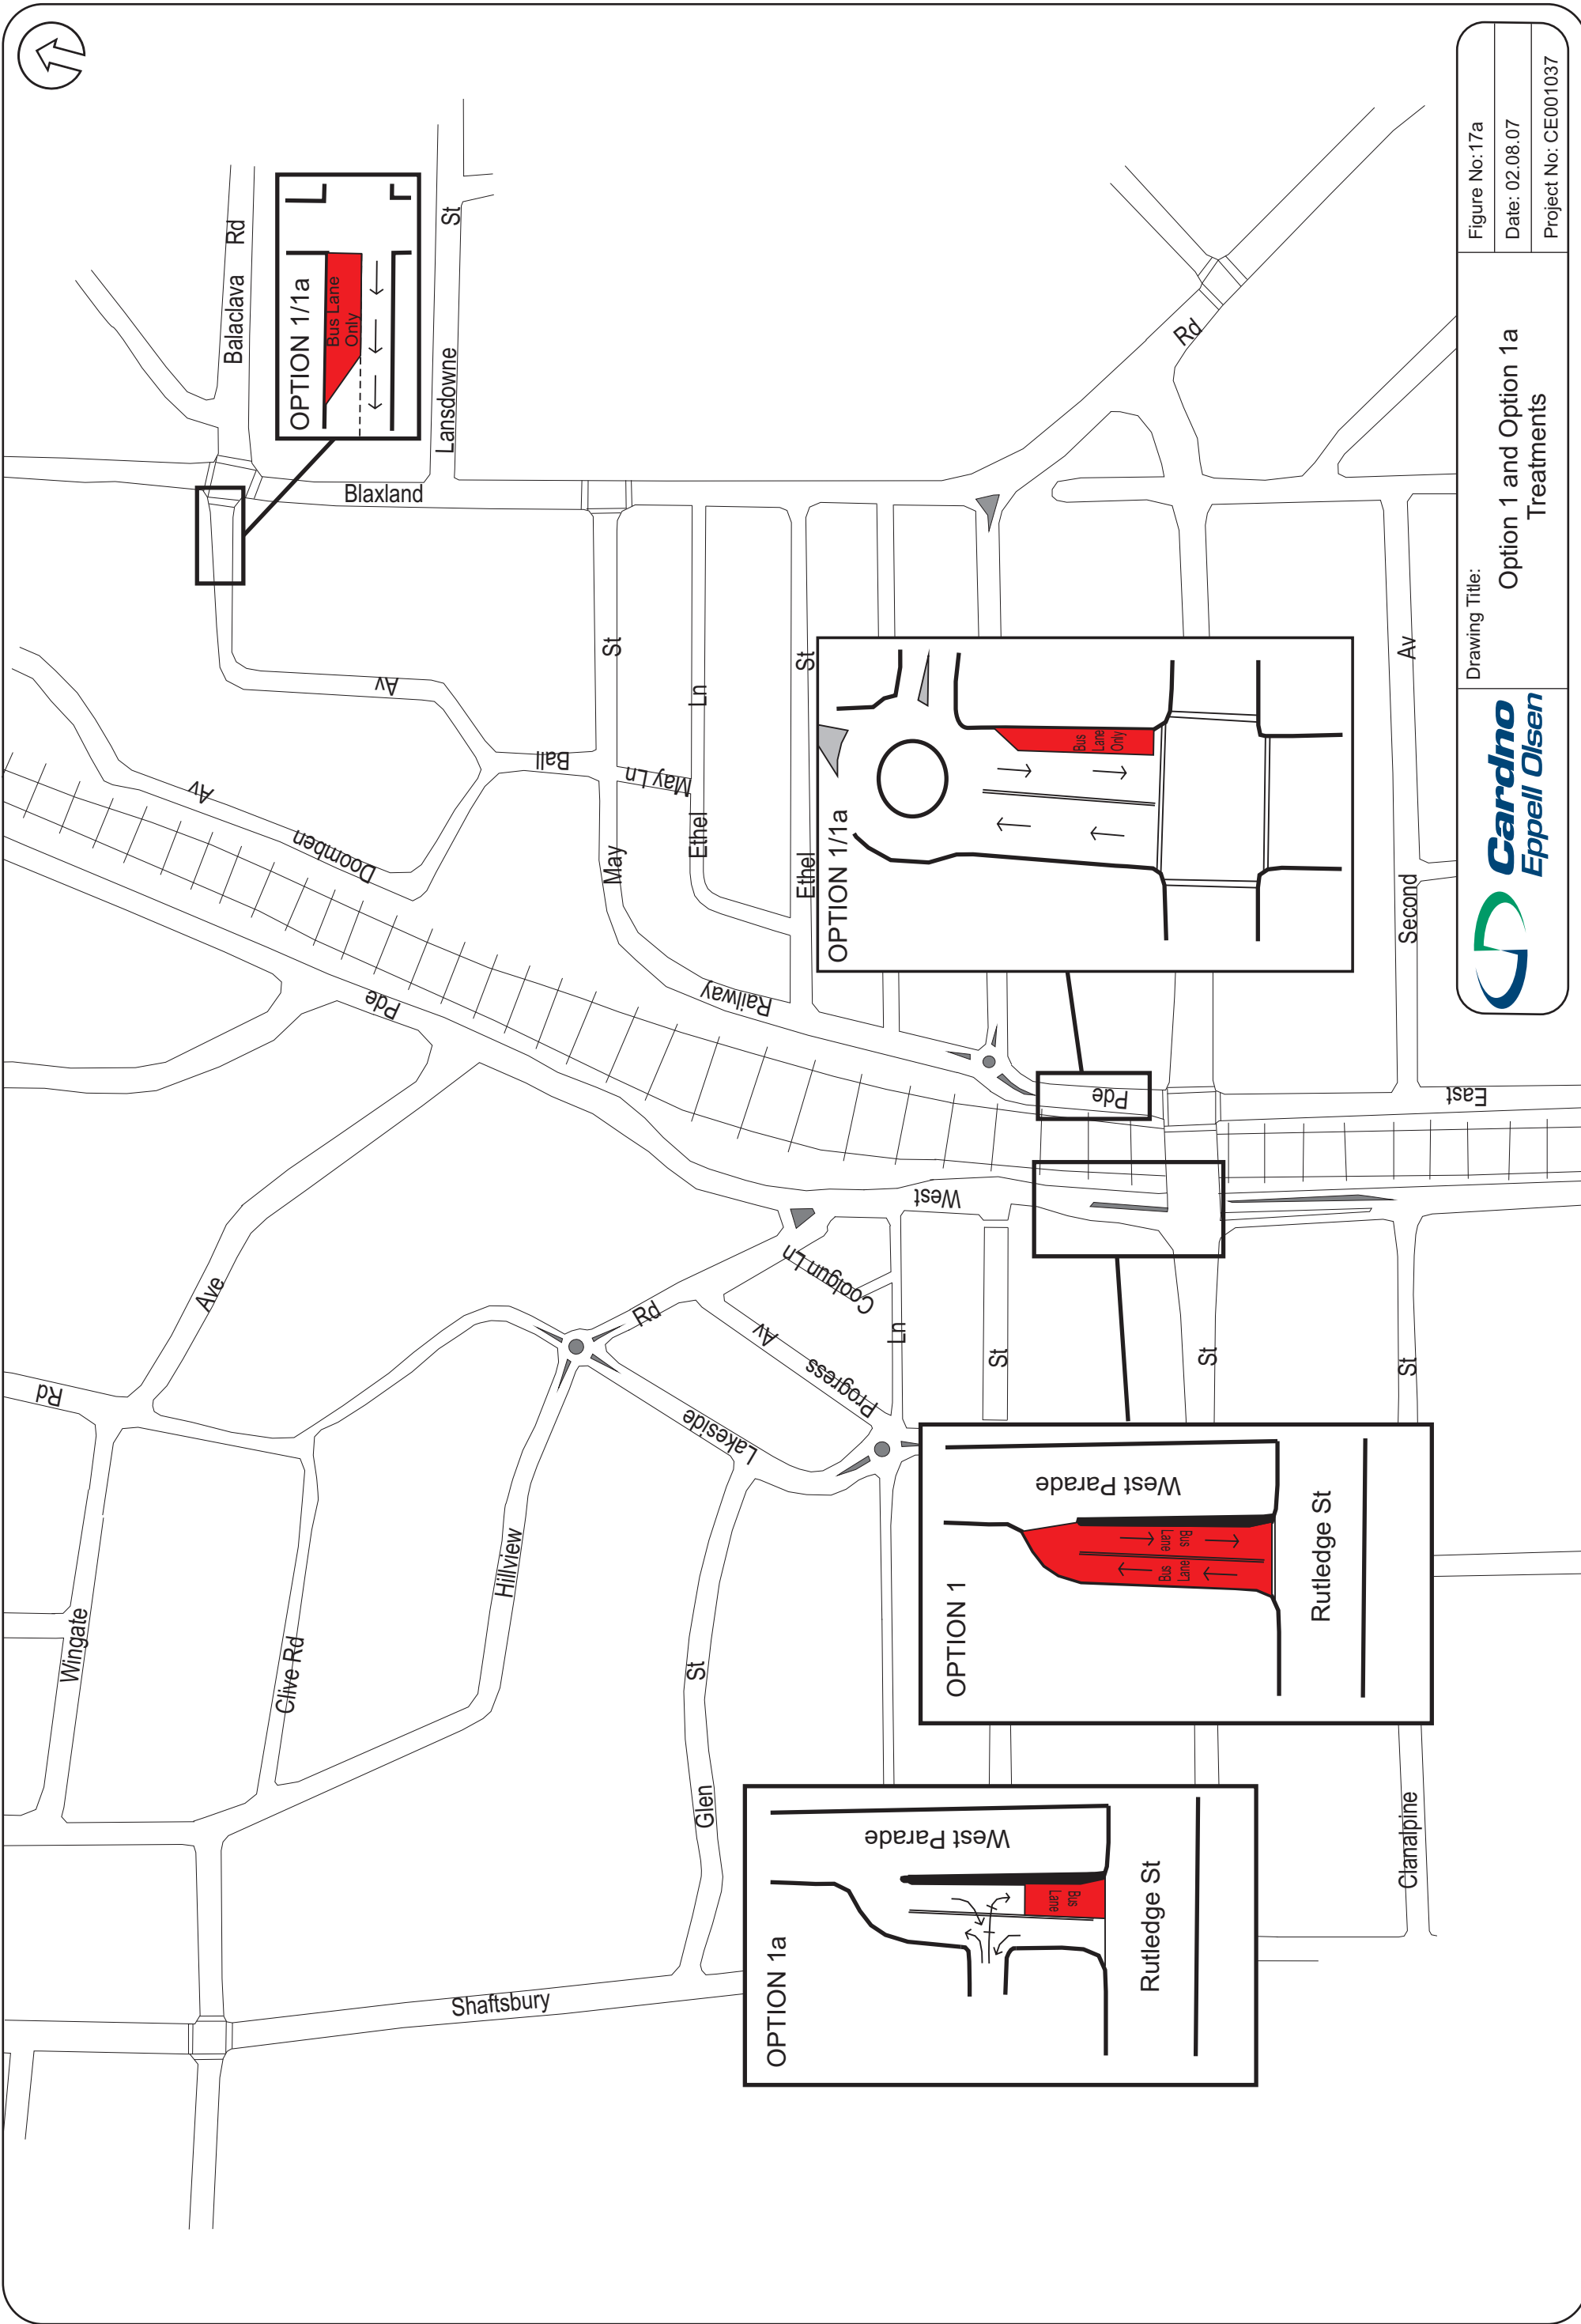 Balaclava Rd
OPTION 1/1a
Bus Lane
Only
Lansdowne St
Blaxland
Rd
Av
Ball
St
May
May Ln
Ln
Ethel
St
Ethel
Doomben
Av
Railway
Pde
OPTION 1/1a
Bus
Lane
Only
Pde
Second Av
East
West
Pde
Ave
Rd
Wingate
Clive Rd
Hillview
Lakeside
Rd
Progress
Av
Coolgun Ln
Ln
St
St
St
Glen St
Shaftsbury
Clanalpine
OPTION 1
West Parade
Bus
Lane
Bus
Lane
Rutledge St
OPTION 1a
West Parade
Bus
Lane
Rutledge St
Cardno
Eppell Olsen
Drawing Title:
Option 1 and Option 1a
Treatments
Figure No:17a
Date: 02.08.07
Project No: CE001037